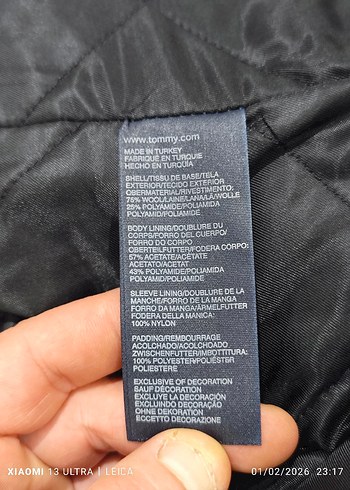 www.tommy.com
MADE IN TURKEY
FABRIQUÉ EN TURQUIE
HECHO EN TURQUÍA
SHELL/TISSU DE BASE/TELA
EXTERIOR/TECIDO EXTERIOR
OBERMATERIAL/RIVESTIMENTO:
75% WOOL/LAINE/LANA/LÃ/WOLLE
25% POLYAMIDE/POLIAMIDA
POLYAMID/POLIAMIDE
BODY LINING/DOUBLURE DU
CORPS/FORRO DEL CUERPO/
FORRO DO CORPO
OBERTEILFUTTER/FODERA CORPO:
57% ACETATE/ACÉTATE
ACETATO/ACETAT
43% POLYAMIDE/POLIAMIDA
POLYMID/POLIAMIDE
SLEEVE LINING/DOUBLURE DE LA
MANCHE/FORRO DE LA MANGA
FORRO DA MANGA/ÄRMELFUTTER
FODERA DELLA MANICA:
100% NYLON
PADDING/REMBOURRAGE
ACOLCHADO/ACOLCHOADO
ZWISCHENFUTTER/IMBOTTITURA:
100% POLYESTER/POLIÉSTER
POLIESTERE
EXCLUSIVE OF DECORATION
SAUF DÉCORATION
EXCLUYE LA DECORACIÓN
EXCLUINDO DECORAÇÃO
OHNE DEKORATION
ECCETTO DECORAZIONE
XIAOMI 13 ULTRA | LEICA
01/02/2026 23:17